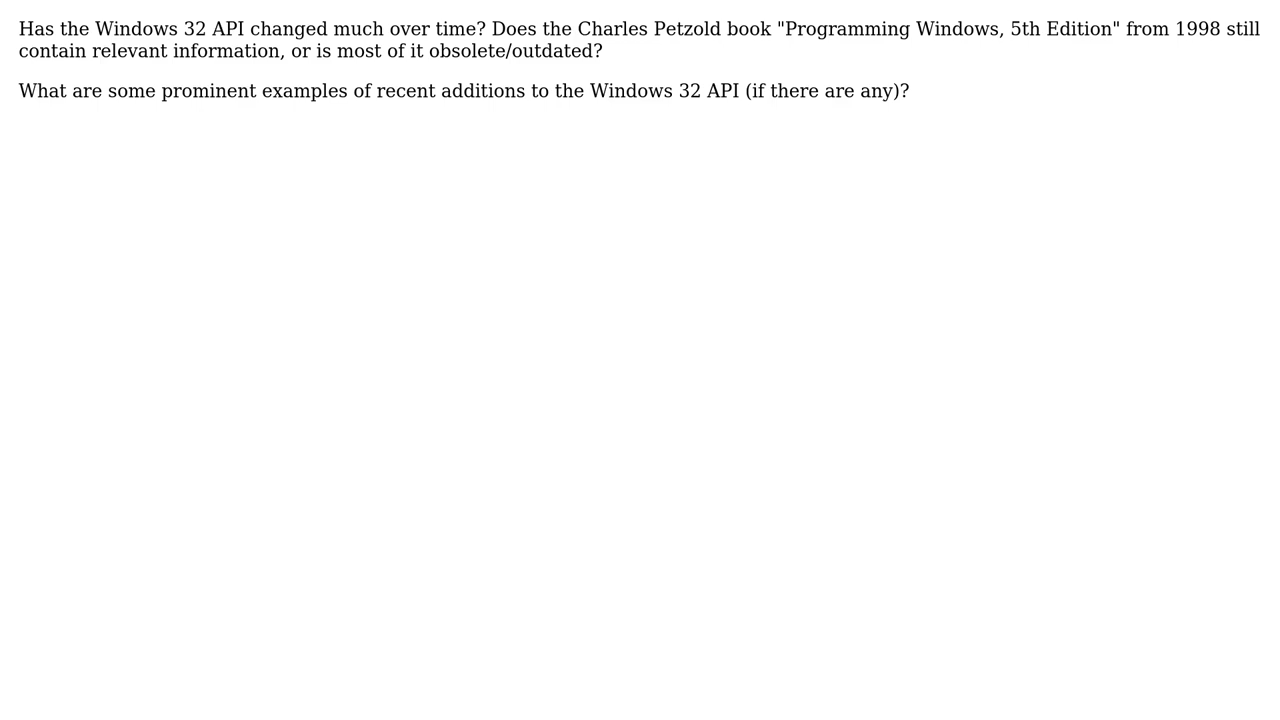 Has the Windows 32 API changed much over time? Does the Charles Petzold book "Programming Windows, 5th Edition" from 1998 still
contain relevant information, or is most of it obsolete/outdated?
What are some prominent examples of recent additions to the Windows 32 API (if there are any)?